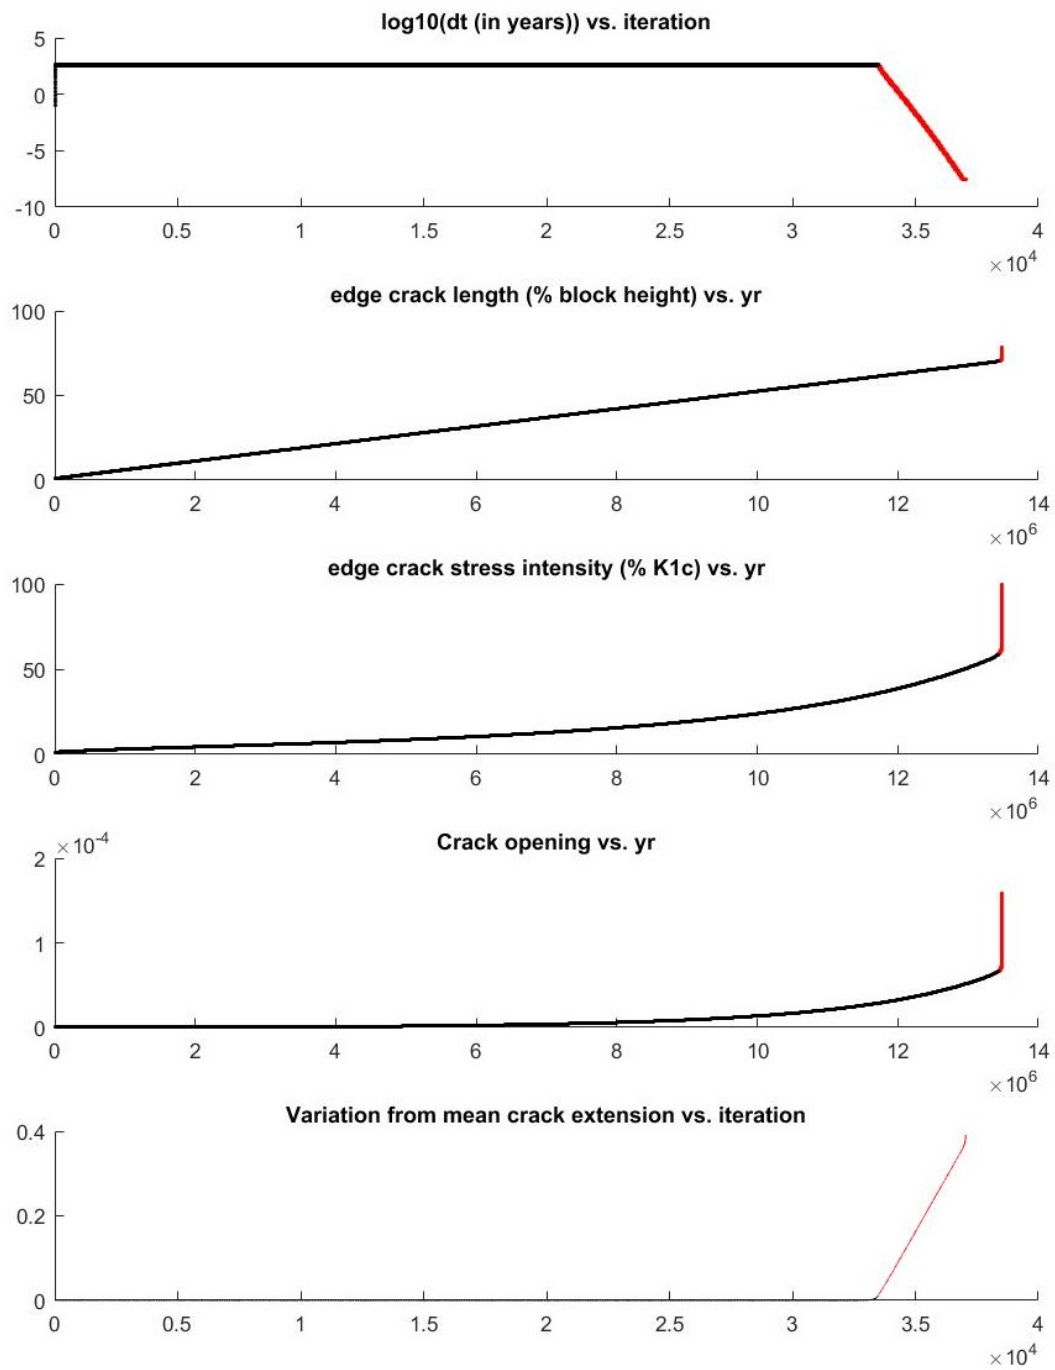 log10(dt (in years)) vs. iteration
5
0
-5
-10
0 0.5 1 1.5 2 2.5 3 3.5 4
×10^4
edge crack length (% block height) vs. yr
100
50
0
0 2 4 6 8 10 12 14
×10^6
edge crack stress intensity (% K1c) vs. yr
100
50
0
0 2 4 6 8 10 12 14
×10^6
Crack opening vs. yr
×10^-4
2
1
0
0 2 4 6 8 10 12 14
×10^6
Variation from mean crack extension vs. iteration
0.4
0.2
0
0 0.5 1 1.5 2 2.5 3 3.5 4
×10^4